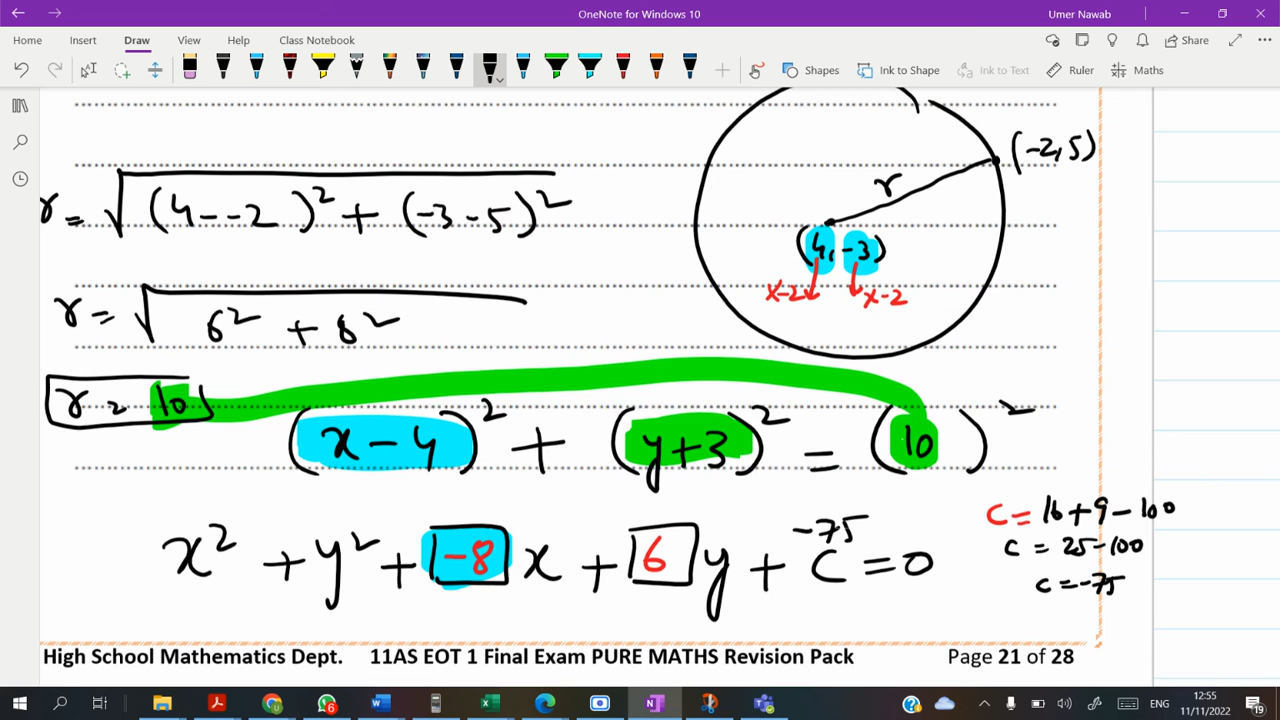 OneNote for Windows 10
Umer Nawab
Home Insert Draw View Help Class Notebook
Share
Shapes Ink to Shape Ink to Text Ruler Maths
(-2,5)
r
r = √(4--2)² + (-3-5)²
(4, -3)
x-2 x-2
r = √6² + 8²
r = 10
(x-4)² + (y+3)² = (10)²
c = 16+9-100
-75
c = 25-100
x² + y² + -8 x + 6 y + c = 0
c = -75
High School Mathematics Dept. 11AS EOT 1 Final Exam PURE MATHS Revision Pack Page 21 of 28
12:55
ENG
11/11/2022
6
19